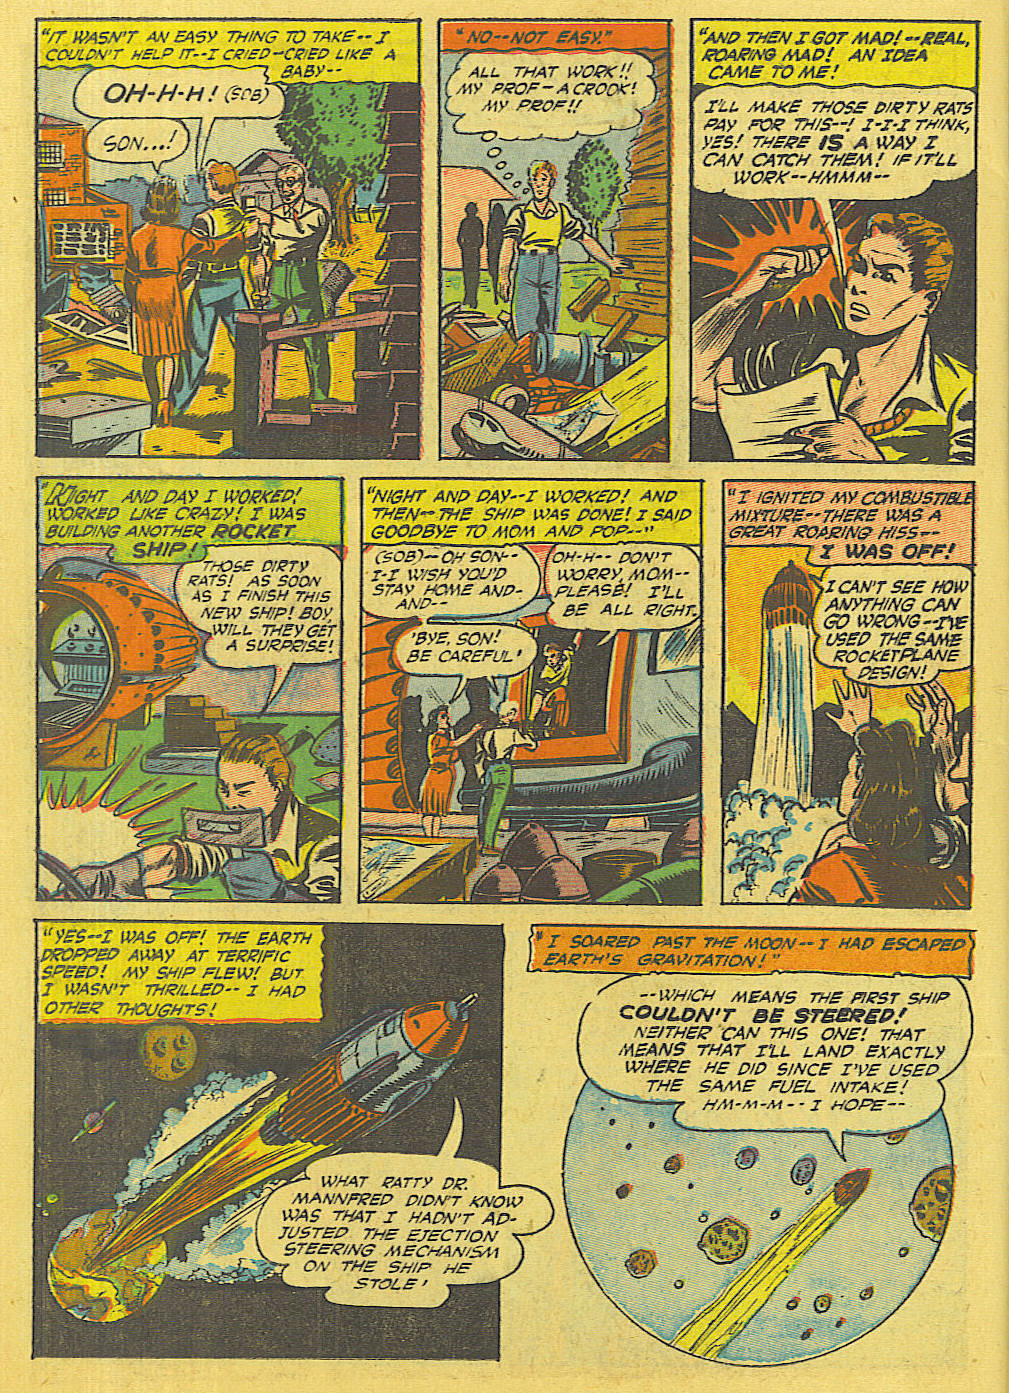 "IT WASN'T AN EASY THING TO TAKE--I
COULDN'T HELP IT--I CRIED--CRIED LIKE A
BABY--
OH-H-H! (SOB)
SON...!
"NO--NOT EASY."
ALL THAT WORK!!
MY PROF--A CROOK!
MY PROF!!
"AND THEN I GOT MAD!--REAL,
ROARING MAD! AN IDEA
CAME TO ME!
I'LL MAKE THOSE DIRTY RATS
PAY FOR THIS--! I-I-I THINK,
YES! THERE IS A WAY I
CAN CATCH THEM! IF IT'LL
WORK--HMMM--
"NIGHT AND DAY I WORKED!
WORKED LIKE CRAZY! I WAS
BUILDING ANOTHER ROCKET
SHIP!
THOSE DIRTY
RATS! AS SOON
AS I FINISH THIS
NEW SHIP! BOY,
WILL THEY GET
A SURPRISE!
"NIGHT AND DAY--I WORKED! AND
THEN--THE SHIP WAS DONE! I SAID
GOODBYE TO MOM AND POP--"
(SOB)--OH SON--
I-I WISH YOU'D
STAY HOME AND-
AND--
OH-H-- DON'T
WORRY, MOM--
PLEASE! I'LL
BE ALL RIGHT.
'BYE, SON!
BE CAREFUL!
"I IGNITED MY COMBUSTIBLE
MIXTURE--THERE WAS A
GREAT ROARING HISS--
I WAS OFF!
I CAN'T SEE HOW
ANYTHING CAN
GO WRONG--I'VE
USED THE SAME
ROCKETPLANE
DESIGN!
"YES--I WAS OFF! THE EARTH
DROPPED AWAY AT TERRIFIC
SPEED! MY SHIP FLEW! BUT
I WASN'T THRILLED--I HAD
OTHER THOUGHTS!
WHAT RATTY DR.
MANNFRED DIDN'T KNOW
WAS THAT I HADN'T AD-
JUSTED THE EJECTION
STEERING MECHANISM
ON THE SHIP HE
STOLE!
"I SOARED PAST THE MOON--I HAD ESCAPED
EARTH'S GRAVITATION!"
--WHICH MEANS THE FIRST SHIP
COULDN'T BE STEERED!
NEITHER CAN THIS ONE! THAT
MEANS THAT I'LL LAND EXACTLY
WHERE HE DID SINCE I'VE USED
THE SAME FUEL INTAKE!
HM-M-M--I HOPE--